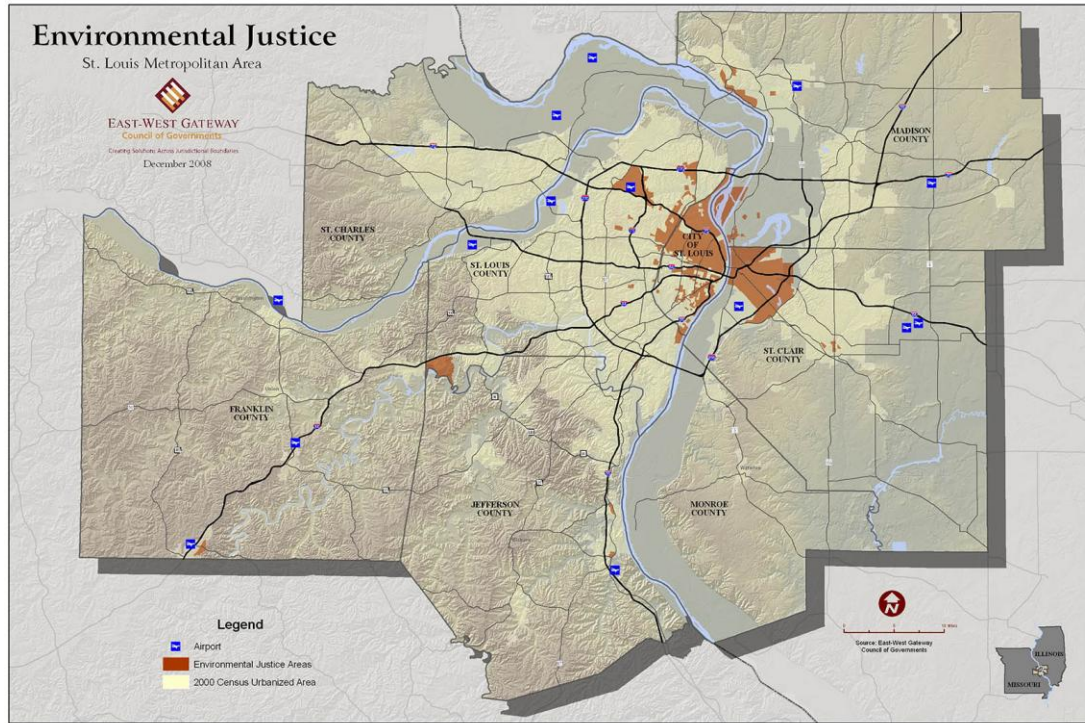 Environmental Justice
St. Louis Metropolitan Area
EAST-WEST GATEWAY
Council of Governments
Creating Solutions Across Jurisdictional Boundaries
December 2008
MADISON
COUNTY
ST. CHARLES
COUNTY
CITY
OF
ST. LOUIS
ST. LOUIS
COUNTY
ST. CLAIR
COUNTY
FRANKLIN
COUNTY
JEFFERSON
COUNTY
MONROE
COUNTY
Waterloo
Legend
Airport
Environmental Justice Areas
2000 Census Urbanized Area
N
10 Miles
Source: East-West Gateway
Council of Governments
ILLINOIS
MISSOURI